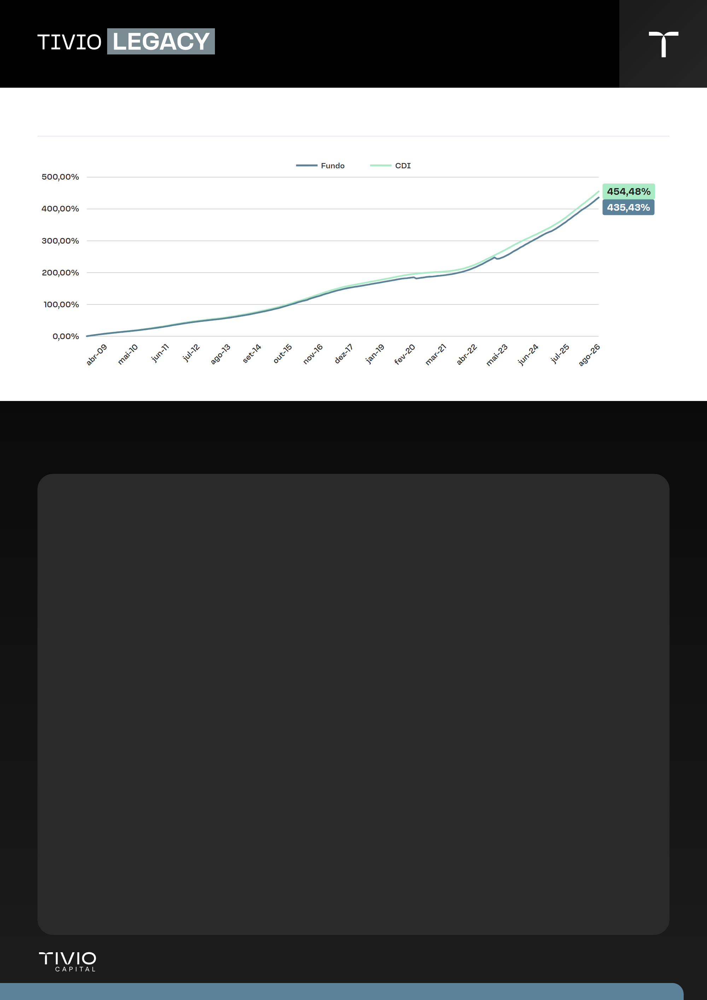 TIVIO LEGACY
Fundo CDI
500,00%
400,00%
300,00%
200,00%
100,00%
0,00%
454,48%
435,43%
abr-09 mai-10 jun-11 jul-12 ago-13 set-14 out-15 nov-16 dez-17 jan-19 fev-20 mar-21 abr-22 mai-23 jun-24 jul-25 ago-26
TIVIO
CAPITAL